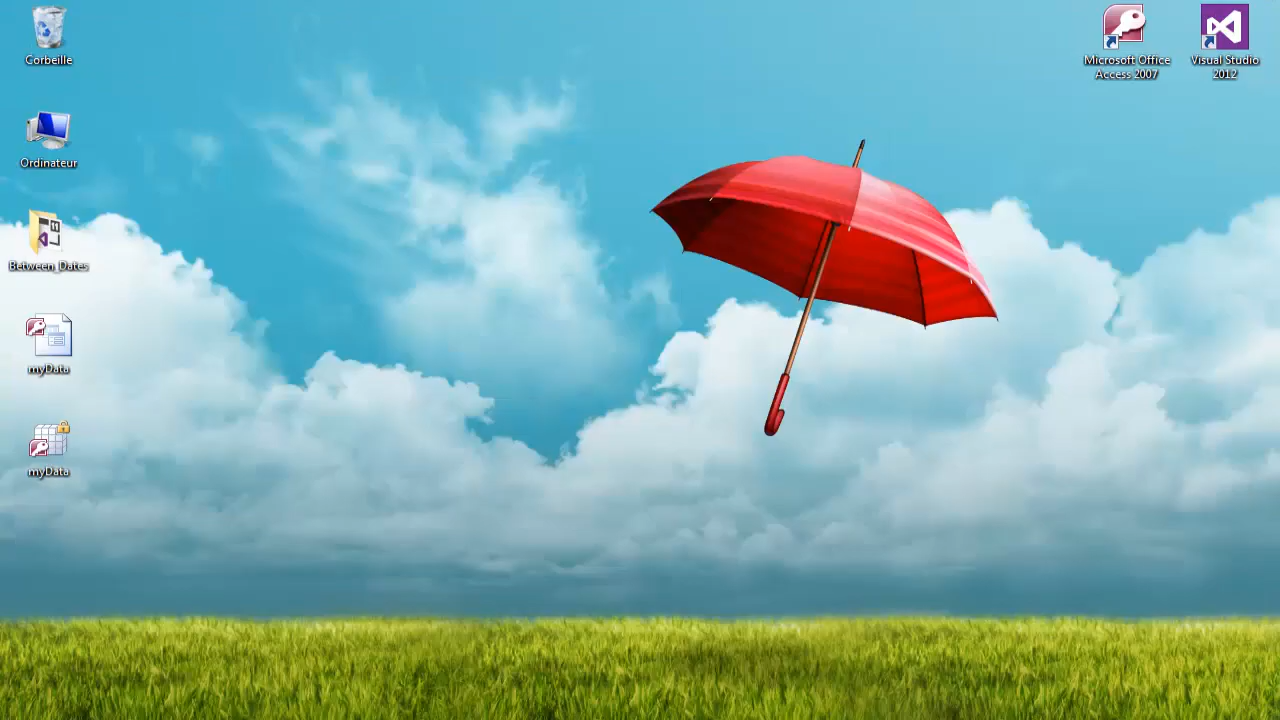 Corbeille
Ordinateur
Between_Dates
myData
myData
Microsoft Office
Access 2007
Visual Studio
2012